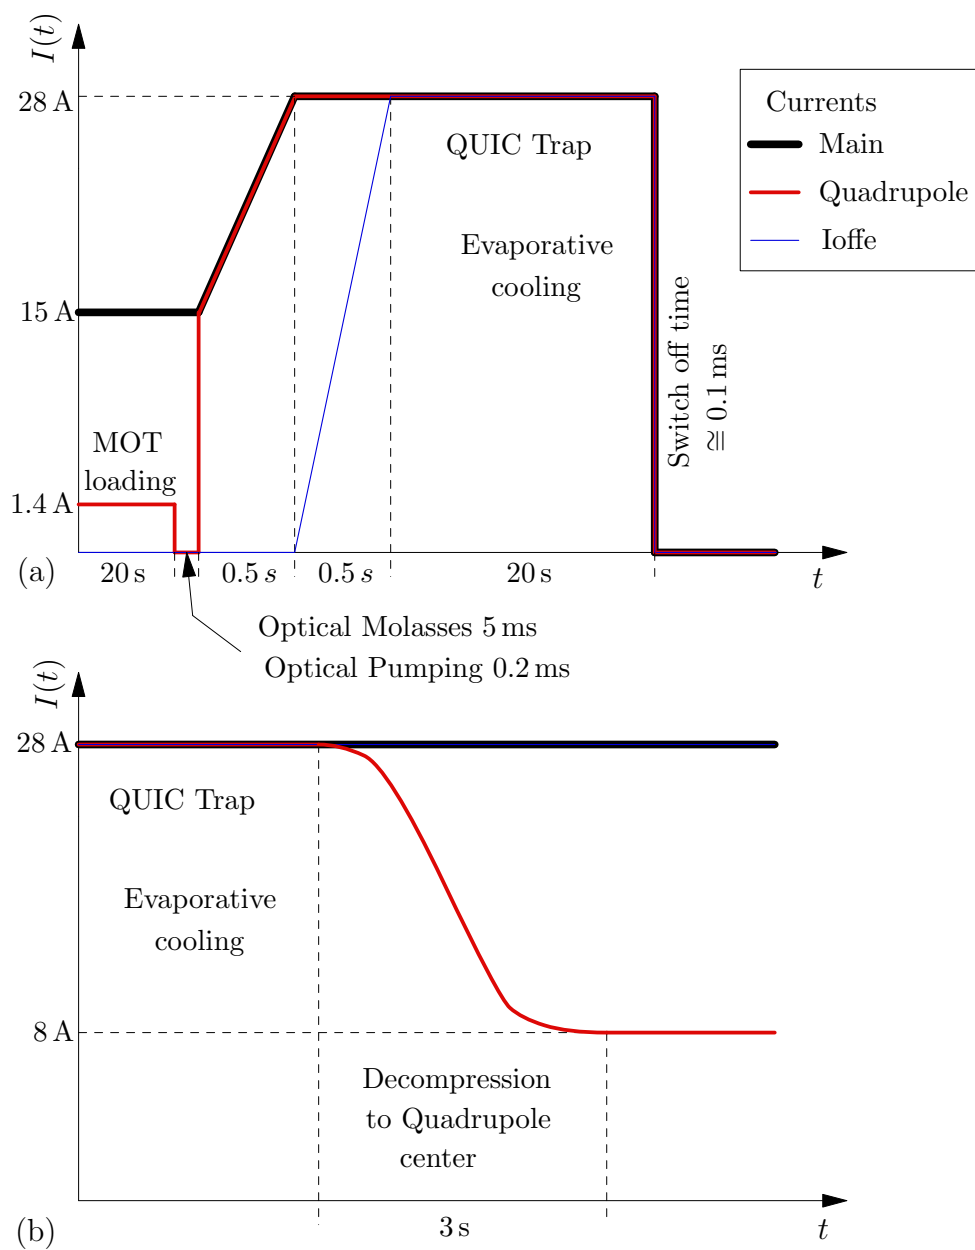 I(t)
28 A
Currents
Main
Quadrupole
Ioffe
QUIC Trap
Evaporative
cooling
15 A
Switch off time
≊ 0.1 ms
MOT
loading
1.4 A
(a)
20 s
0.5 s
0.5 s
20 s
t
Optical Molasses 5 ms
Optical Pumping 0.2 ms
I(t)
28 A
QUIC Trap
Evaporative
cooling
8 A
Decompression
to Quadrupole
center
(b)
3 s
t